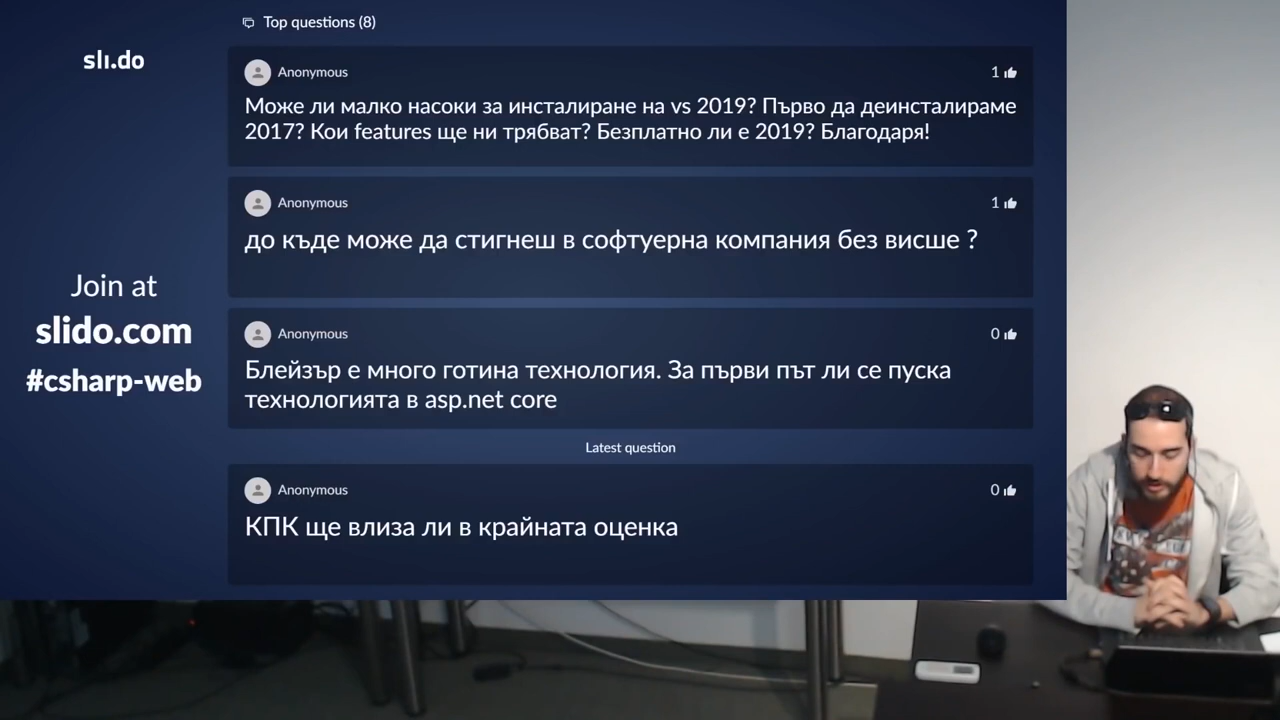 Top questions (8)
sli.do
Anonymous
1
Може ли малко насоки за инсталиране на vs 2019? Първо да деинсталираме
2017? Кои features ще ни трябват? Безплатно ли е 2019? Благодаря!
Anonymous
1
до къде може да стигнеш в софтуерна компания без висше ?
Join at
slido.com
#csharp-web
Anonymous
0
Блейзър е много готина технология. За първи път ли се пуска
технологията в asp.net core
Latest question
Anonymous
0
КПК ще влиза ли в крайната оценка